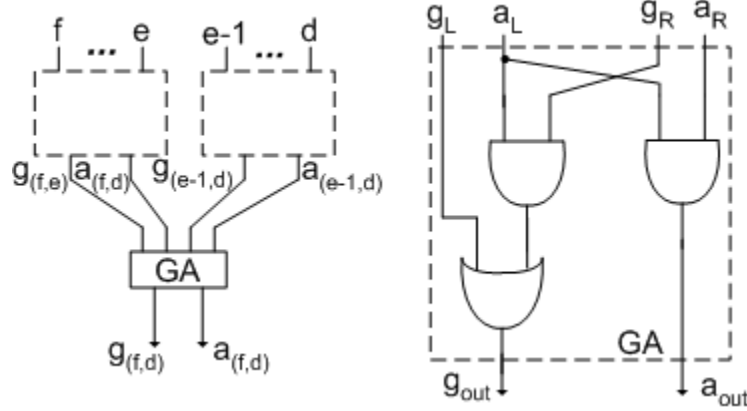 f ... e e-1 ... d
g(f,e) a(f,d) g(e-1,d) a(e-1,d)
GA
g(f,d) a(f,d)
gL aL gR aR
GA
gout aout